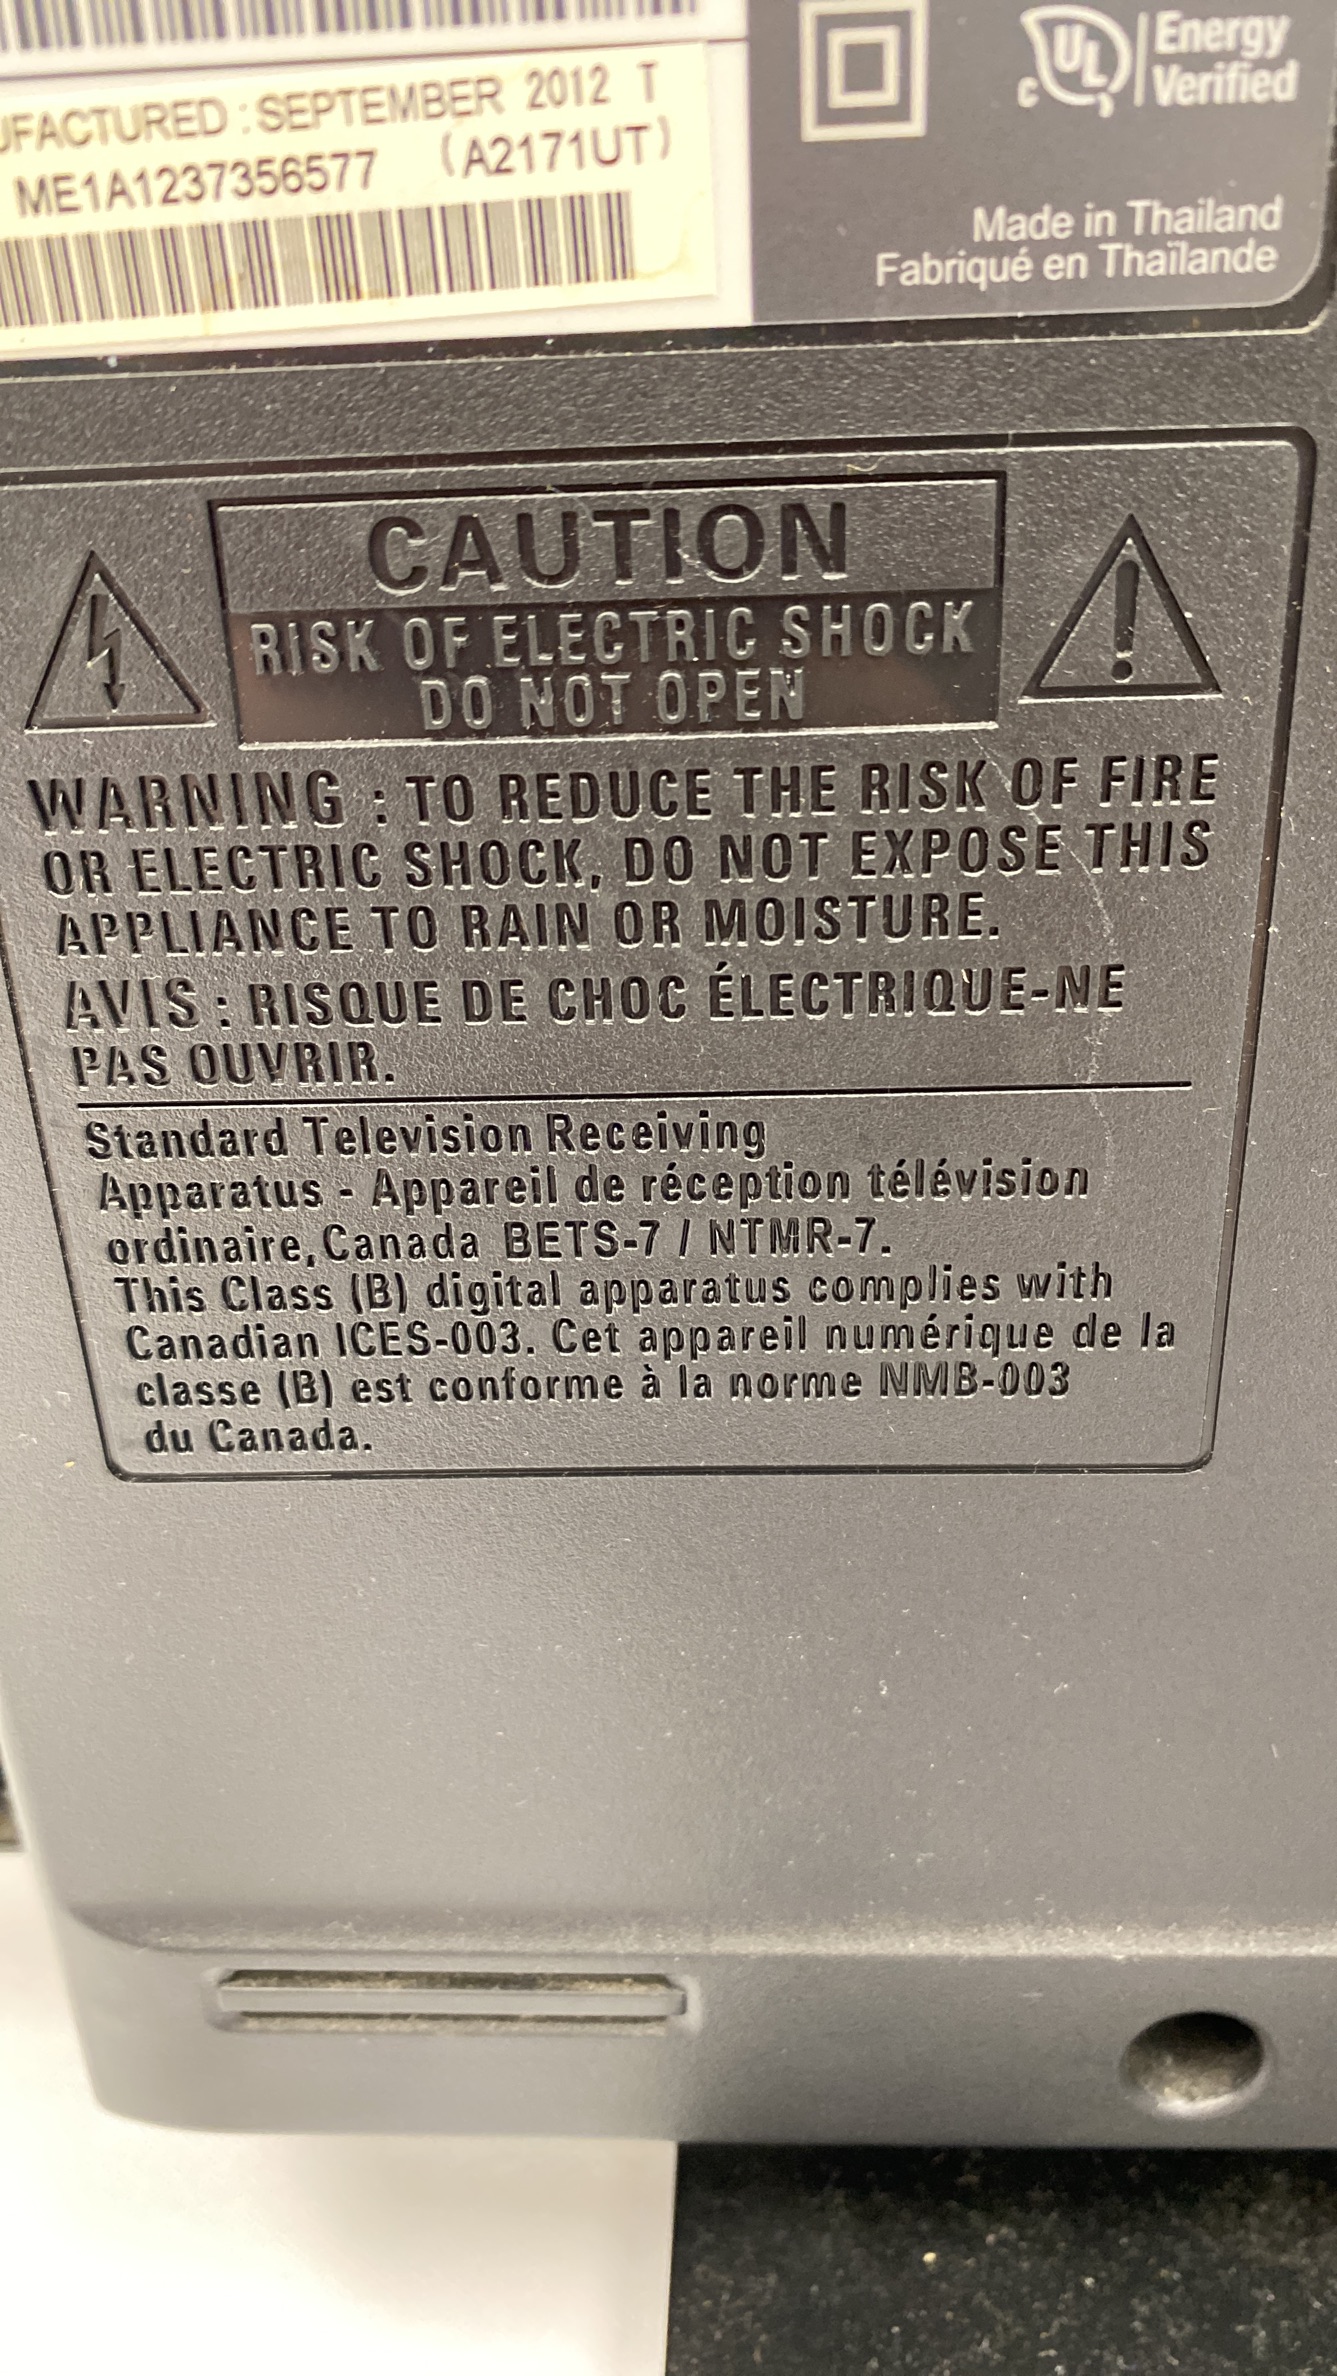 UFACTURED : SEPTEMBER 2012 T
ME1A1237356577 (A2171UT)
c UL Energy
Verified
Made in Thailand
Fabriqué en Thaïlande
CAUTION
RISK OF ELECTRIC SHOCK
DO NOT OPEN
WARNING : TO REDUCE THE RISK OF FIRE
OR ELECTRIC SHOCK, DO NOT EXPOSE THIS
APPLIANCE TO RAIN OR MOISTURE.
AVIS : RISQUE DE CHOC ÉLECTRIQUE-NE
PAS OUVRIR.
Standard Television Receiving
Apparatus - Appareil de réception télévision
ordinaire, Canada BETS-7 / NTMR-7.
This Class (B) digital apparatus complies with
Canadian ICES-003. Cet appareil numérique de la
classe (B) est conforme à la norme NMB-003
du Canada.